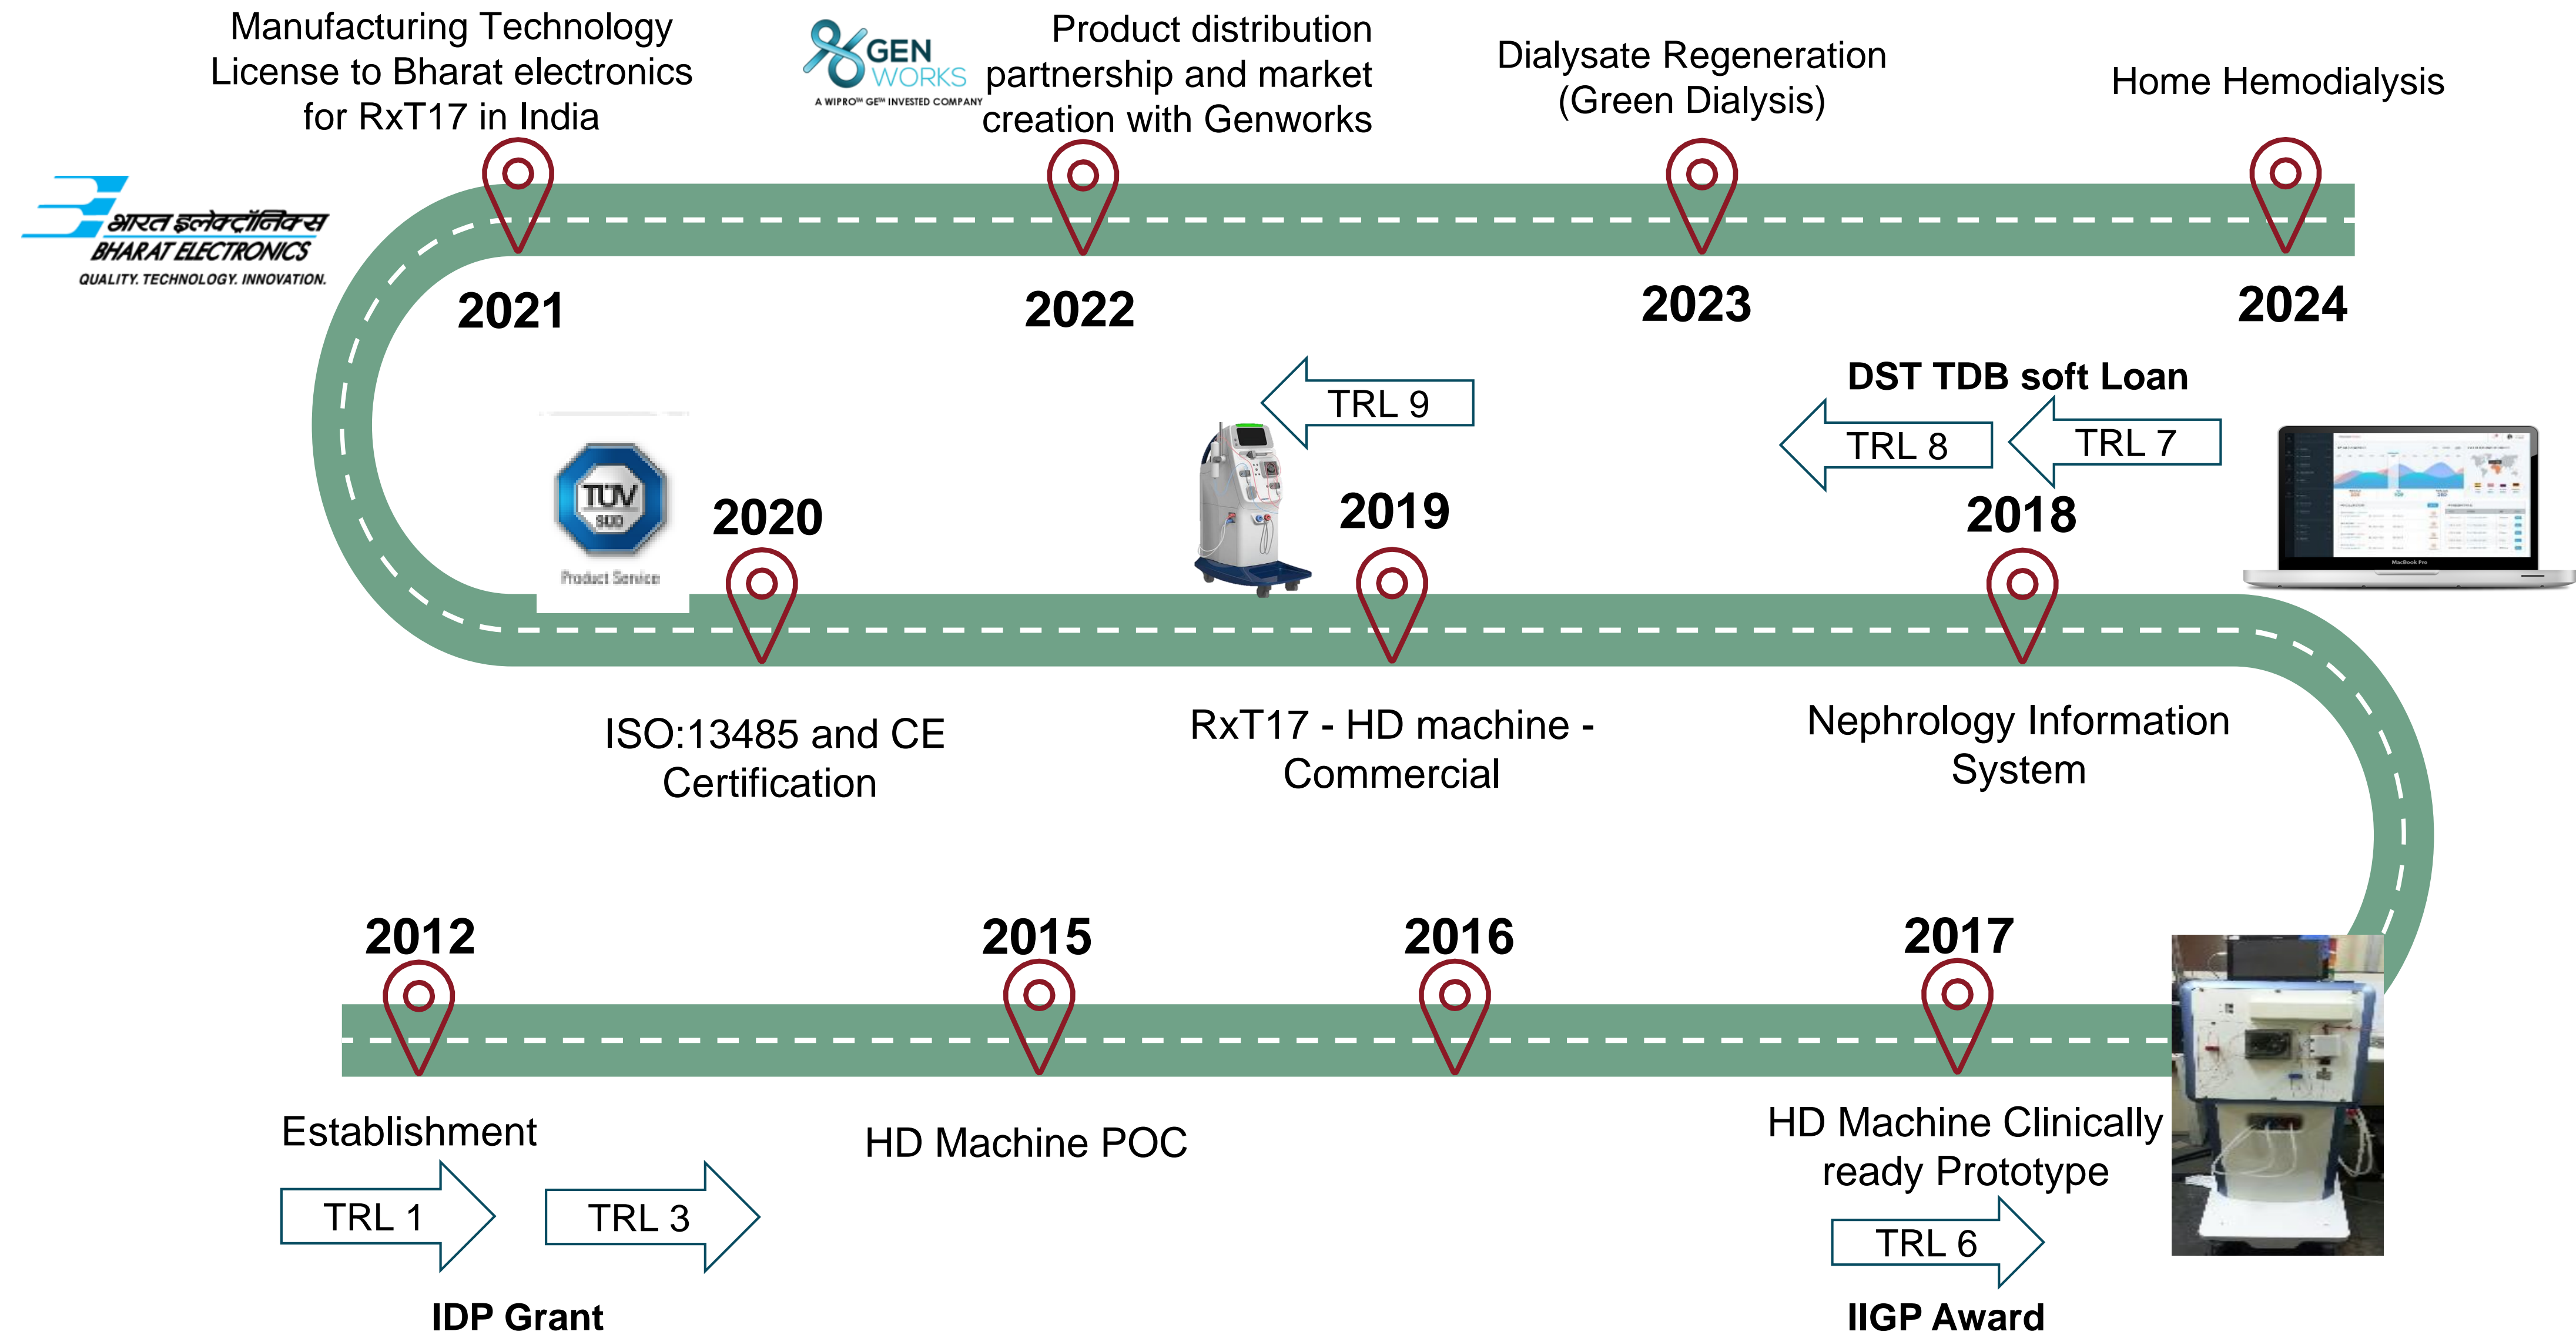 Manufacturing Technology
License to Bharat electronics
for RxT17 in India
GEN
WORKS
A WIPRO™ GE™ INVESTED COMPANY
Product distribution
partnership and market
creation with Genworks
Dialysate Regeneration
(Green Dialysis)
Home Hemodialysis
भारत इलेक्ट्रॉनिक्स
BHARAT ELECTRONICS
QUALITY. TECHNOLOGY. INNOVATION.
2021
2022
2023
2024
TRL 9
DST TDB soft Loan
TRL 8
TRL 7
TÜV
SÜD
Product Service
2020
2019
2018
MacBook Pro
ISO:13485 and CE
Certification
RxT17 - HD machine -
Commercial
Nephrology Information
System
2012
2015
2016
2017
Establishment
HD Machine POC
HD Machine Clinically
ready Prototype
TRL 1
TRL 3
TRL 6
IDP Grant
IIGP Award